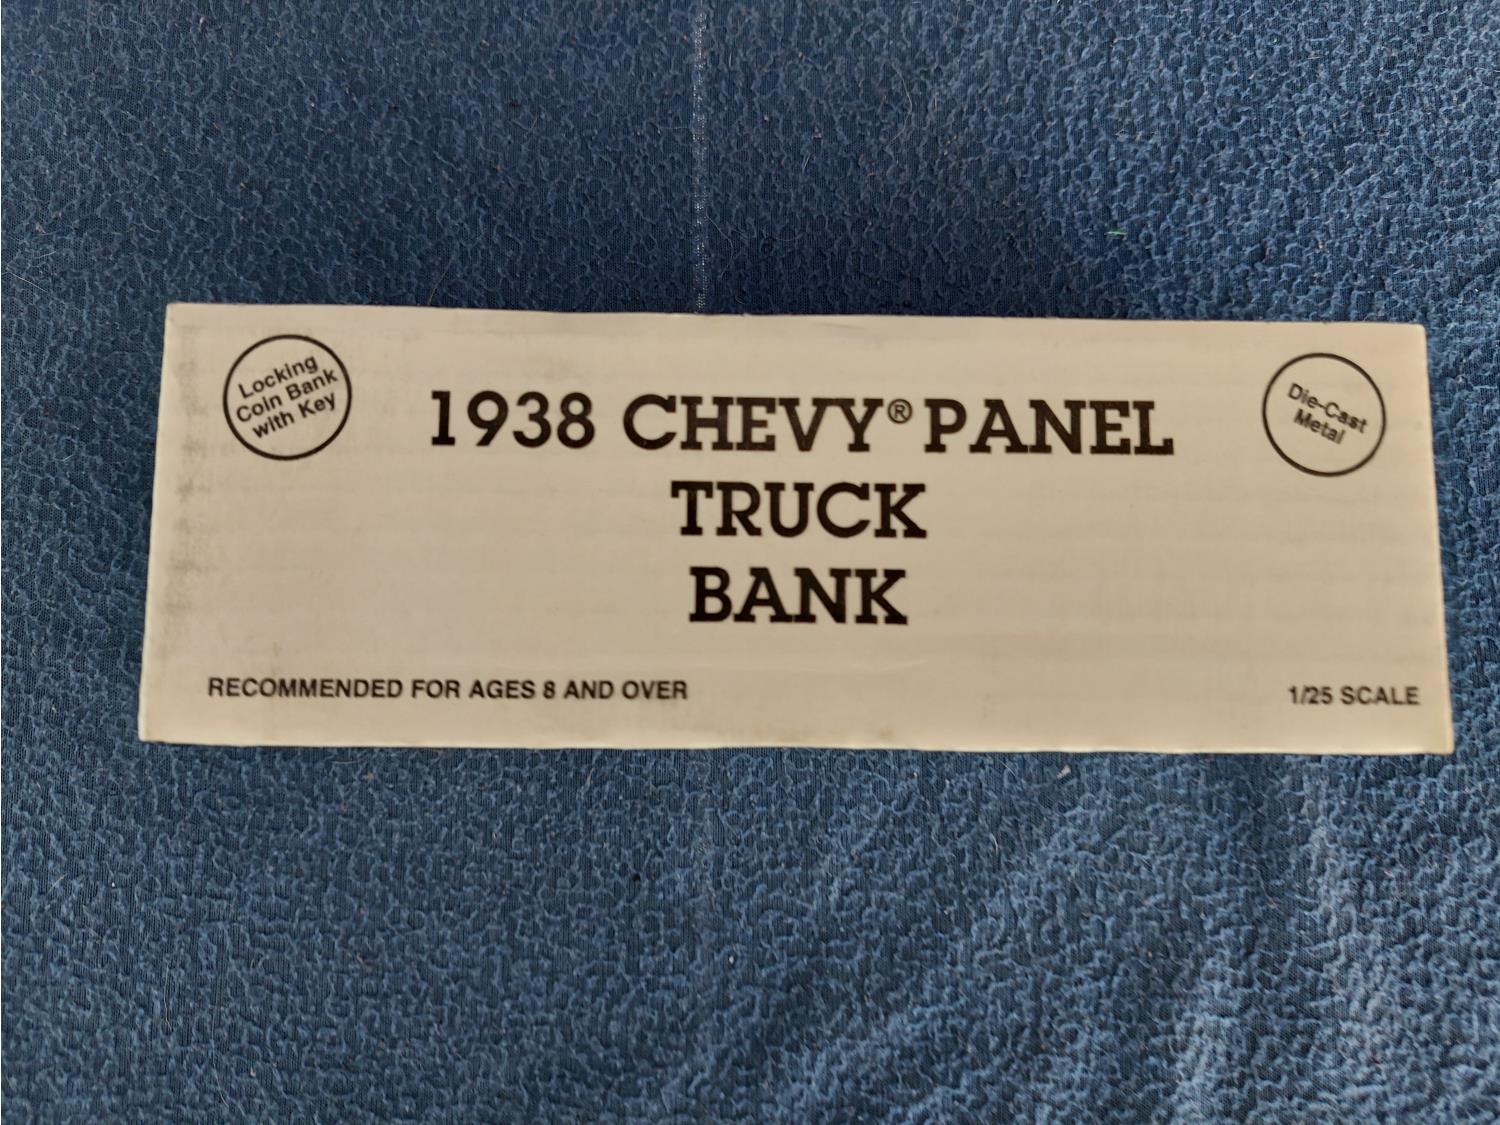 Locking
Coin Bank
with Key
1938 CHEVY® PANEL
TRUCK
BANK
Die-Cast
Metal
RECOMMENDED FOR AGES 8 AND OVER
1/25 SCALE